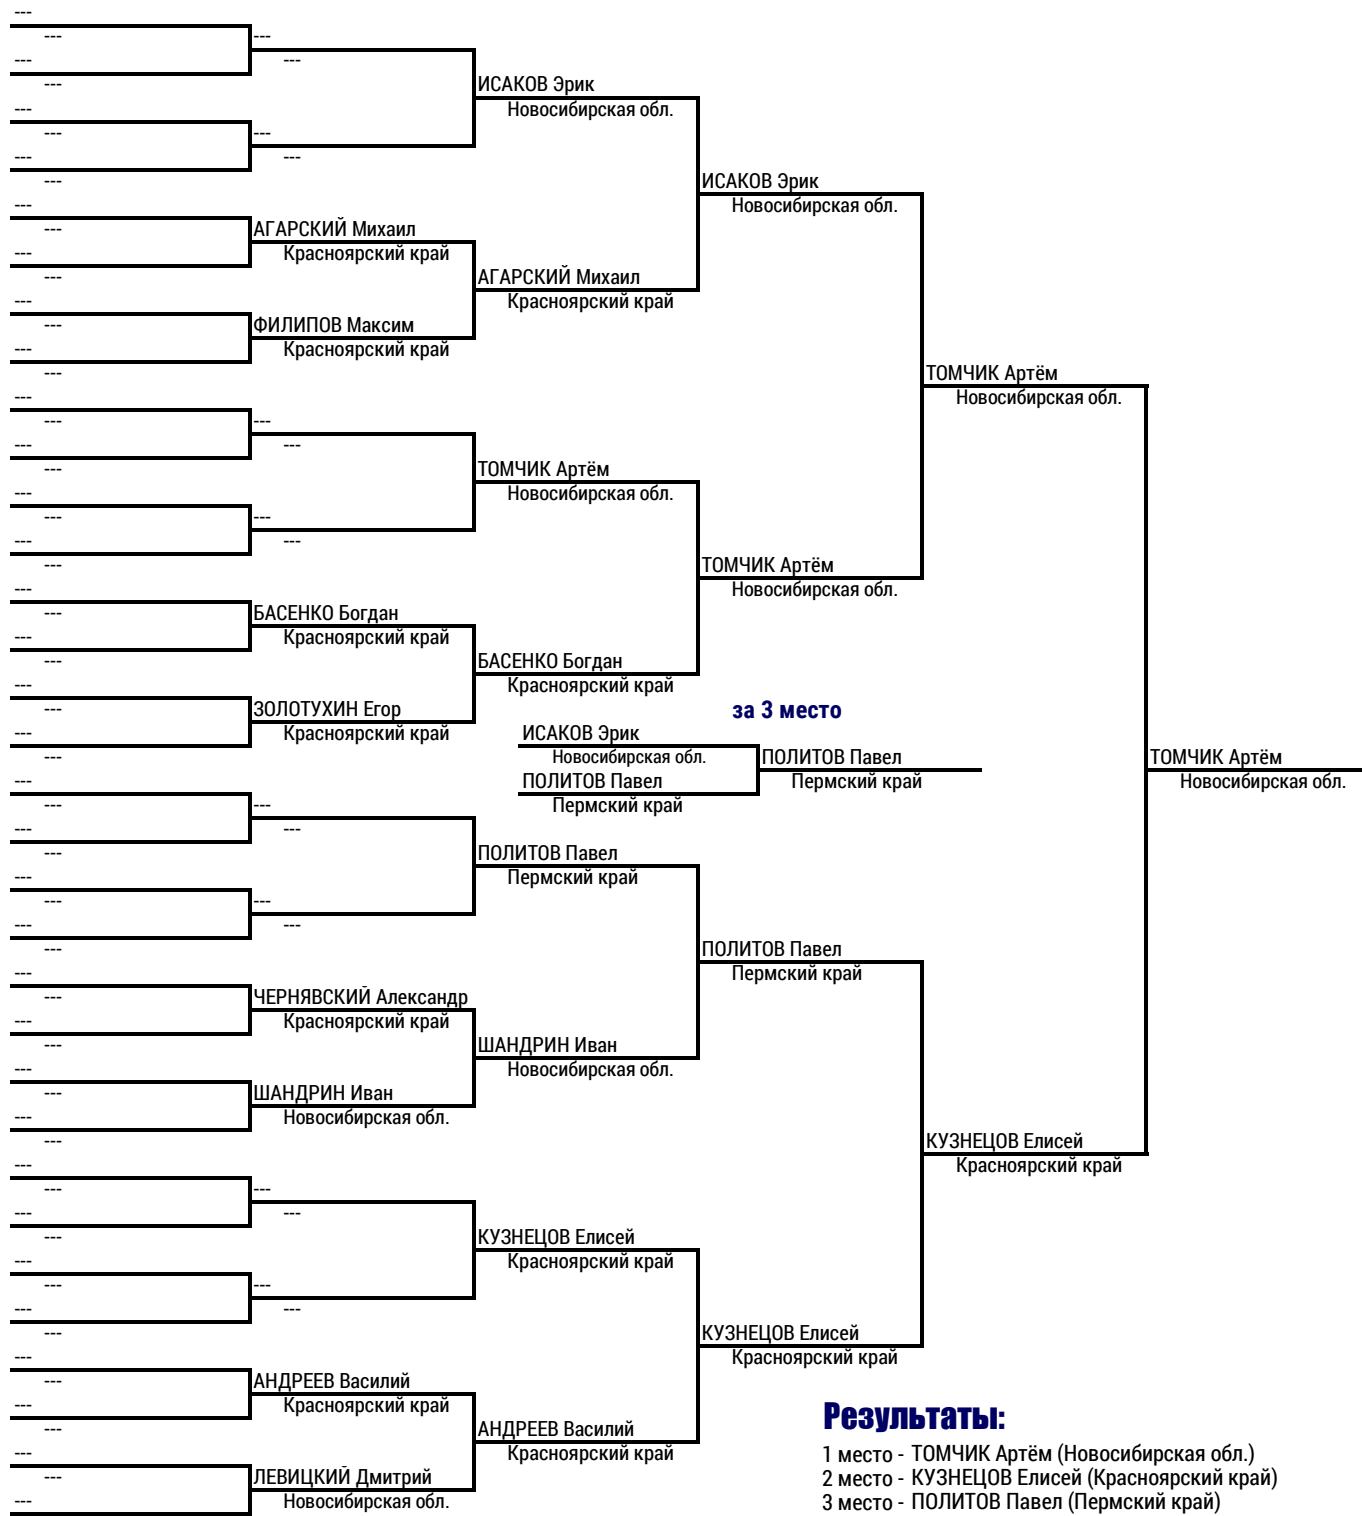 ---
---
---
---
---
---
ИСАКОВ Эрик
---
Новосибирская обл.
---
---
---
---
---
ИСАКОВ Эрик
---
Новосибирская обл.
---
АГАРСКИЙ Михаил
---
Красноярский край
---
АГАРСКИЙ Михаил
---
Красноярский край
---
ФИЛИПОВ Максим
---
Красноярский край
---
ТОМЧИК Артём
---
Новосибирская обл.
---
---
---
---
---
ТОМЧИК Артём
---
Новосибирская обл.
---
---
---
---
---
ТОМЧИК Артём
---
Новосибирская обл.
---
БАСЕНКО Богдан
---
Красноярский край
---
БАСЕНКО Богдан
---
Красноярский край
---
ЗОЛОТУХИН Егор
за 3 место
---
Красноярский край
ИСАКОВ Эрик
---
Новосибирская обл.
ПОЛИТОВ Павел
ТОМЧИК Артём
---
ПОЛИТОВ Павел
Пермский край
Новосибирская обл.
---
---
Пермский край
---
---
---
ПОЛИТОВ Павел
---
Пермский край
---
---
---
---
---
ПОЛИТОВ Павел
---
Пермский край
---
ЧЕРНЯВСКИЙ Александр
---
Красноярский край
---
ШАНДРИН Иван
---
Новосибирская обл.
---
ШАНДРИН Иван
---
Новосибирская обл.
---
КУЗНЕЦОВ Елисей
---
Красноярский край
---
---
---
---
---
КУЗНЕЦОВ Елисей
---
Красноярский край
---
---
---
---
---
КУЗНЕЦОВ Елисей
---
Красноярский край
---
АНДРЕЕВ Василий
---
Красноярский край
---
АНДРЕЕВ Василий
---
Красноярский край
---
ЛЕВИЦКИЙ Дмитрий
---
Новосибирская обл.
Результаты:
1 место - ТОМЧИК Артём (Новосибирская обл.)
2 место - КУЗНЕЦОВ Елисей (Красноярский край)
3 место - ПОЛИТОВ Павел (Пермский край)